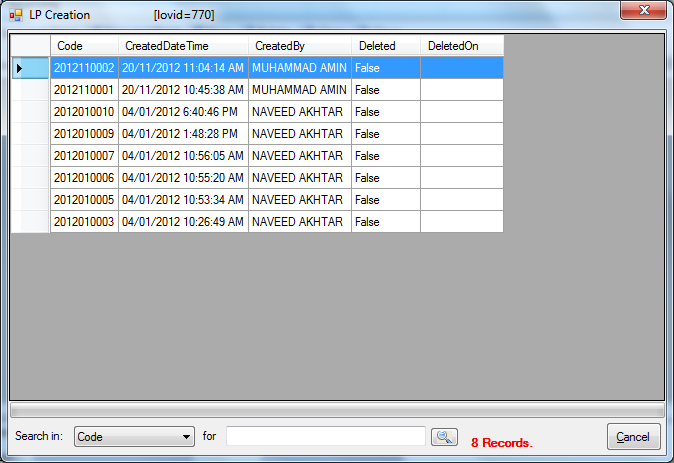 LP Creation [lovid=770]
Code CreatedDateTime CreatedBy Deleted DeletedOn
2012110002 20/11/2012 11:04:14 AM MUHAMMAD AMIN False
2012110001 20/11/2012 10:45:38 AM MUHAMMAD AMIN False
2012010010 04/01/2012 6:40:46 PM NAVEED AKHTAR False
2012010009 04/01/2012 1:48:28 PM NAVEED AKHTAR False
2012010007 04/01/2012 10:56:05 AM NAVEED AKHTAR False
2012010006 04/01/2012 10:55:20 AM NAVEED AKHTAR False
2012010005 04/01/2012 10:53:34 AM NAVEED AKHTAR False
2012010003 04/01/2012 10:26:49 AM NAVEED AKHTAR False
Search in: Code for 8 Records. Cancel